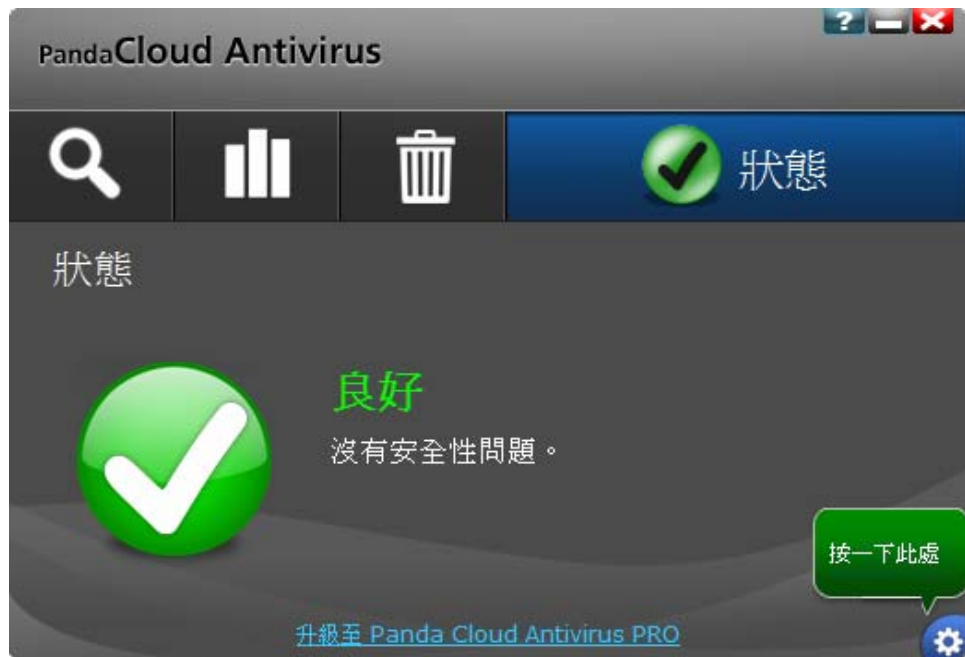 PandaCloud Antivirus
?
狀態
狀態
良好
沒有安全性問題。
按一下此處
升級至 Panda Cloud Antivirus PRO